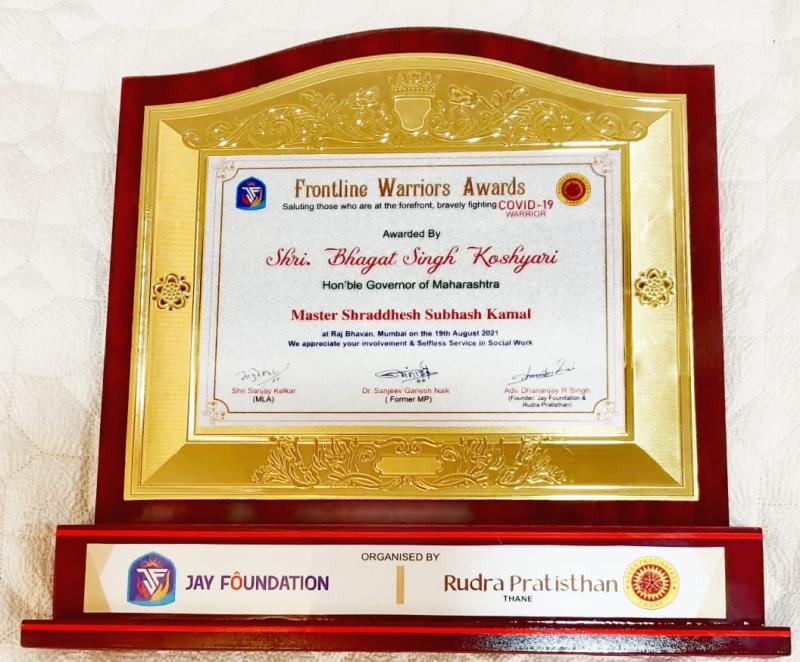 Frontline Warriors Awards
Saluting those who are at the forefront, bravely fighting COVID-19
WARRIOR
Awarded By
Shri. Bhagat Singh Koshyari
Hon'ble Governor of Maharashtra
Master Shraddhesh Subhash Kamal
at Raj Bhavan, Mumbai on the 19th August 2021
We appreciate your involvement & Selfless Service in Social Work
Shri Sanjay Kelkar
(MLA)
Dr. Sanjeev Ganesh Naik
( Former MP)
Adv. Dhananjay R Singh
(Founder: Jay Foundation &
Rudra Pratisthan)
ORGANISED BY
JAY FÔUNDATION
Rudra Pratisthan
THANE